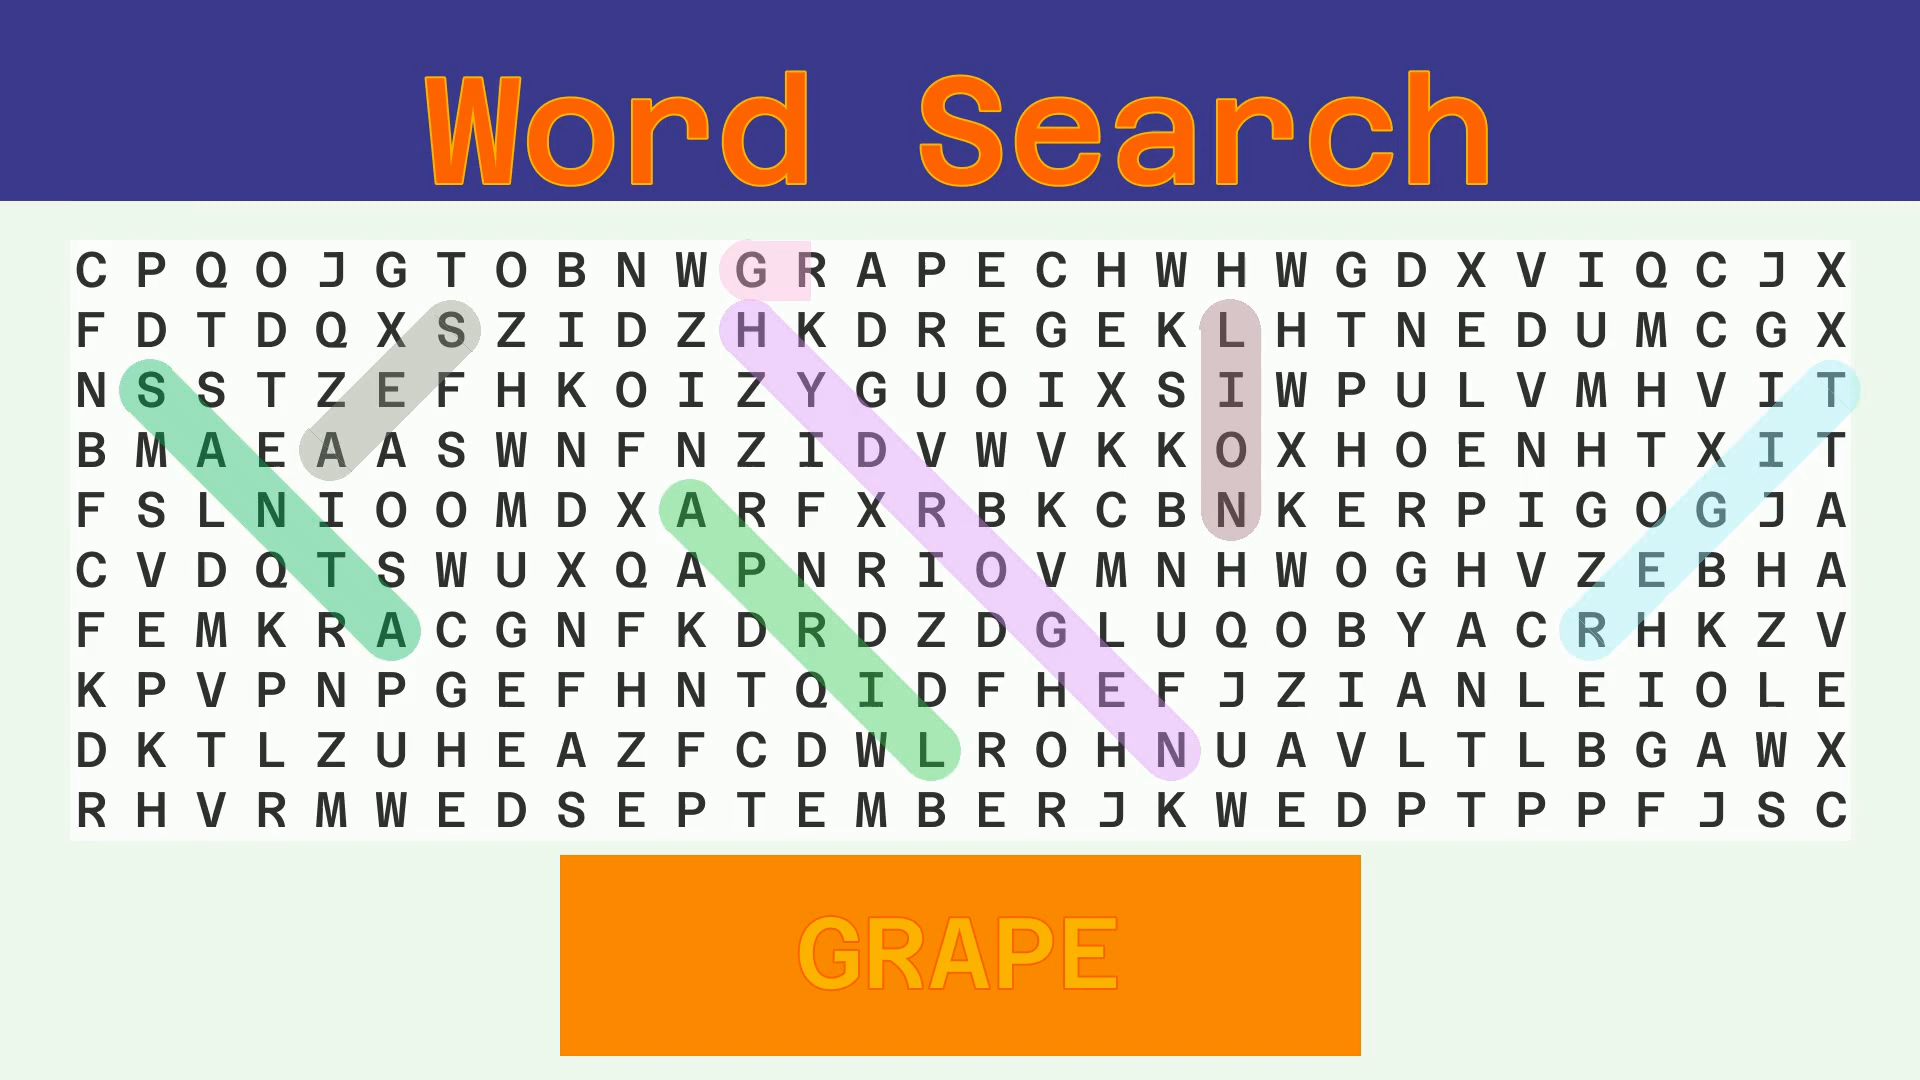 Word Search
C P Q O J G T O B N W G R A P E C H W H W G D X V I Q C J X
F D T D Q X S Z I D Z H K D R E G E K L H T N E D U M C G X
N S S T Z E F H K O I Z Y G U O I X S I W P U L V M H V I T
B M A E A A S W N F N Z I D V W V K K O X H O E N H T X I T
F S L N I O O M D X A R F X R B K C B N K E R P I G O G J A
C V D Q T S W U X Q A P N R I O V M N H W O G H V Z E B H A
F E M K R A C G N F K D R D Z D G L U Q O B Y A C R H K Z V
K P V P N P G E F H N T Q I D F H E F J Z I A N L E I O L E
D K T L Z U H E A Z F C D W L R O H N U A V L T L B G A W X
R H V R M W E D S E P T E M B E R J K W E D P T P P F J S C
GRAPE